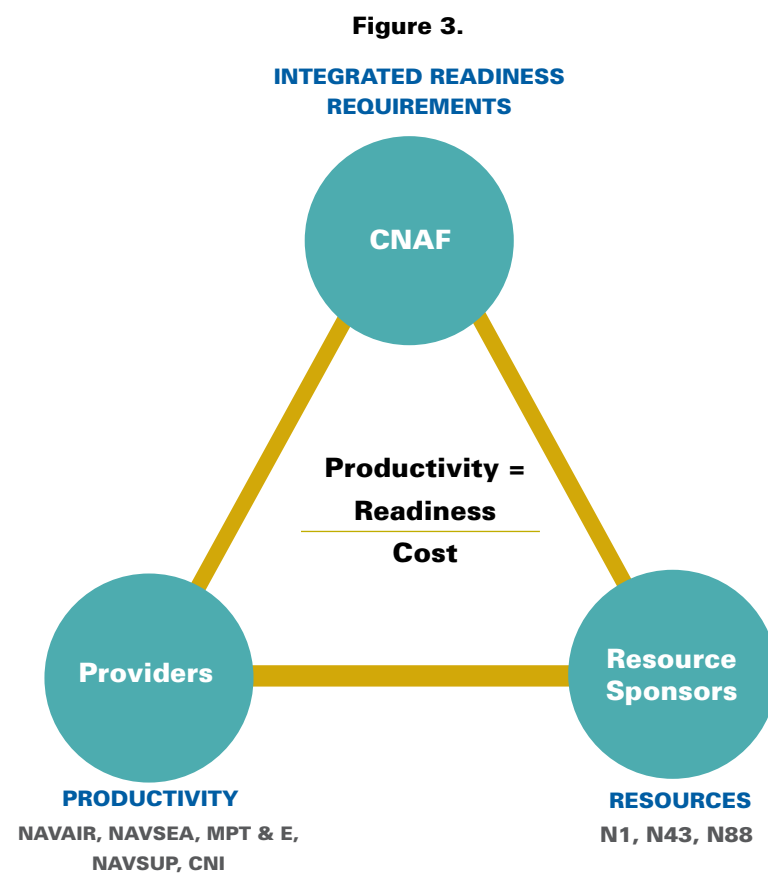 Figure 3.
INTEGRATED READINESS
REQUIREMENTS
CNAF
Productivity =
Readiness
Cost
Providers
Resource
Sponsors
PRODUCTIVITY
NAVAIR, NAVSEA, MPT & E,
NAVSUP, CNI
RESOURCES
N1, N43, N88